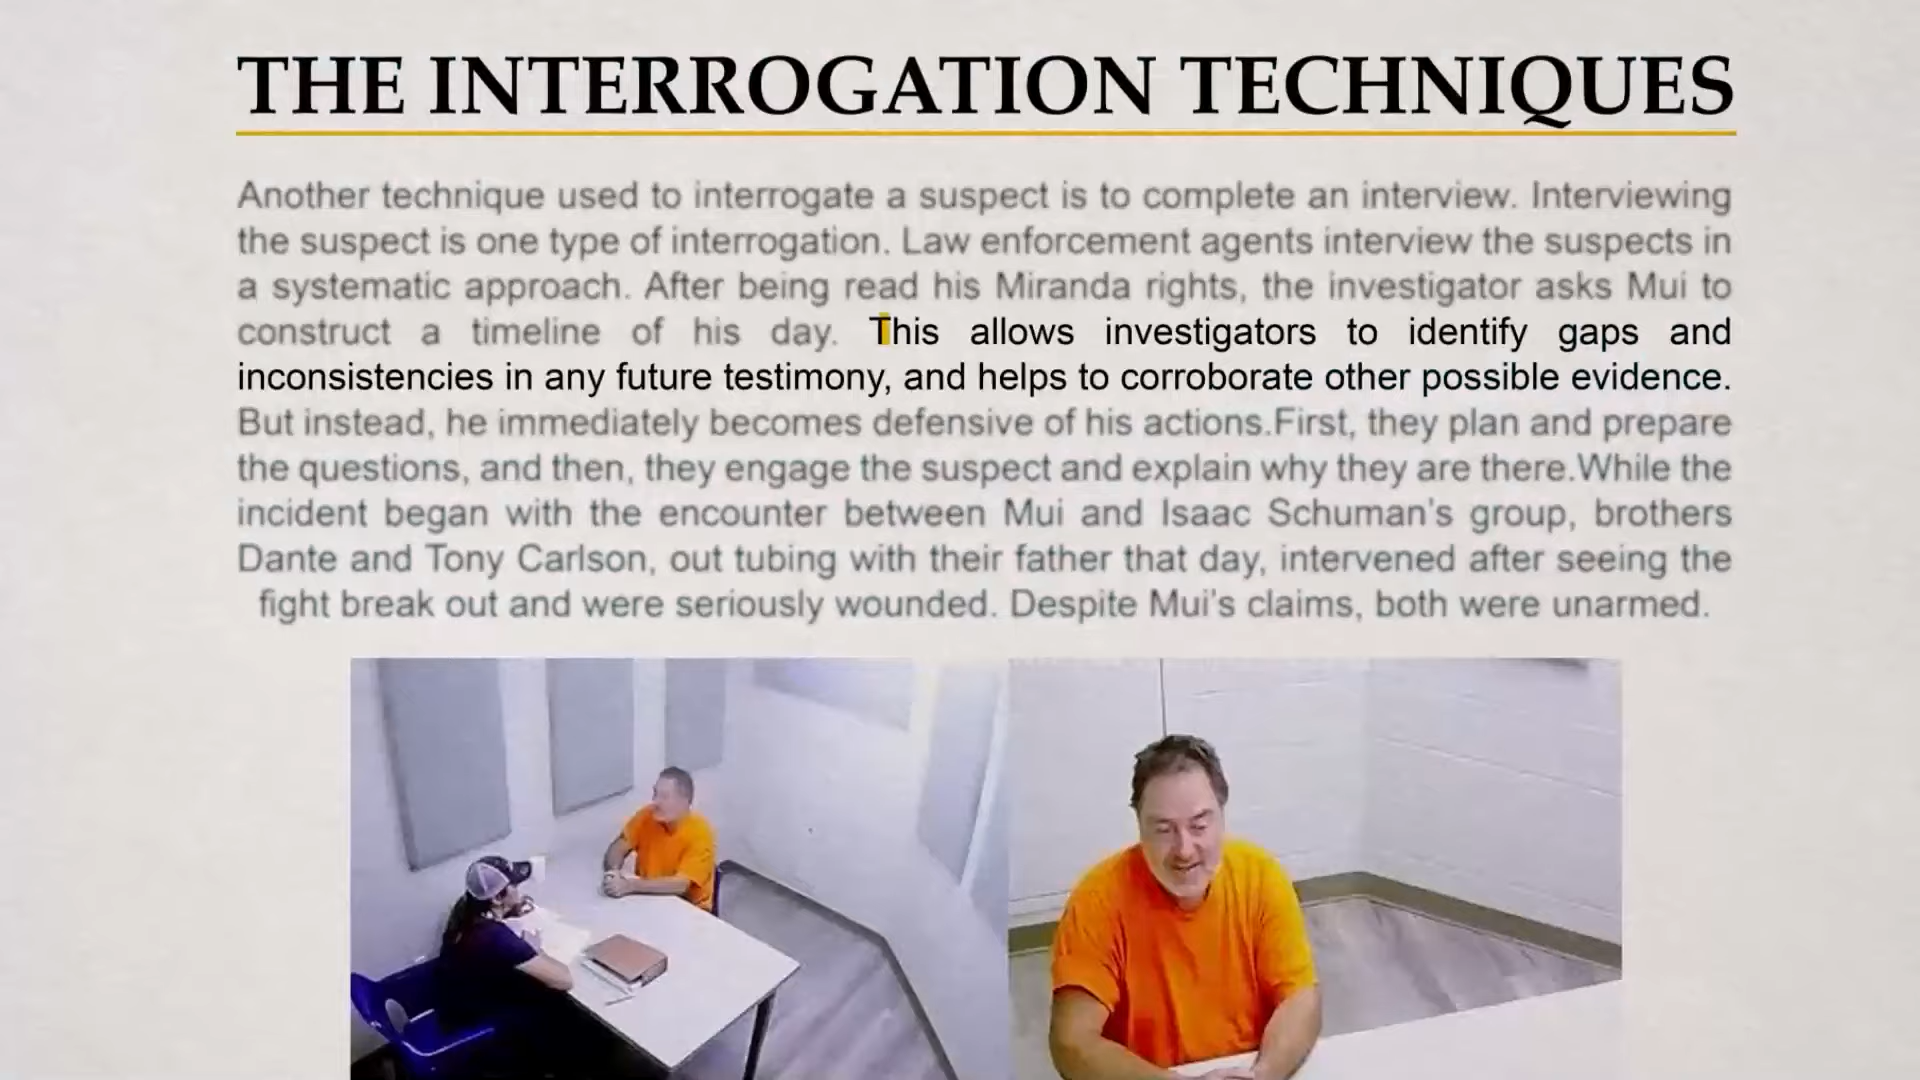 THE INTERROGATION TECHNIQUES
Another technique used to interrogate a suspect is to complete an interview. Interviewing
the suspect is one type of interrogation. Law enforcement agents interview the suspects in
a systematic approach. After being read his Miranda rights, the investigator asks Mui to
construct a timeline of his day. This allows investigators to identify gaps and
inconsistencies in any future testimony, and helps to corroborate other possible evidence.
But instead, he immediately becomes defensive of his actions.First, they plan and prepare
the questions, and then, they engage the suspect and explain why they are there.While the
incident began with the encounter between Mui and Isaac Schuman's group, brothers
Dante and Tony Carlson, out tubing with their father that day, intervened after seeing the
fight break out and were seriously wounded. Despite Mui's claims, both were unarmed.